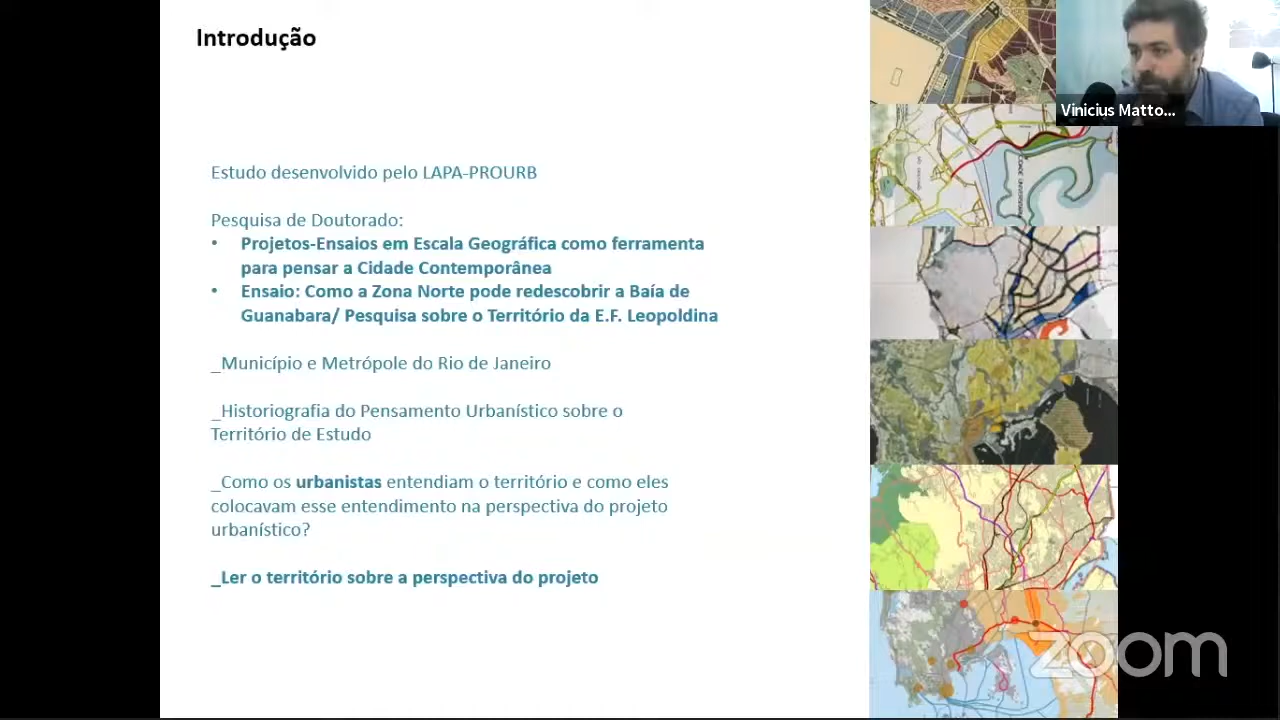 Introdução
Vinicius Matto...
Estudo desenvolvido pelo LAPA-PROURB
Pesquisa de Doutorado:
• Projetos-Ensaios em Escala Geográfica como ferramenta
para pensar a Cidade Contemporânea
• Ensaio: Como a Zona Norte pode redescobrir a Baía de
Guanabara/ Pesquisa sobre o Território da E.F. Leopoldina
_Município e Metrópole do Rio de Janeiro
_Historiografia do Pensamento Urbanístico sobre o
Território de Estudo
_Como os urbanistas entendiam o território e como eles
colocavam esse entendimento na perspectiva do projeto
urbanístico?
_Ler o território sobre a perspectiva do projeto
zoom